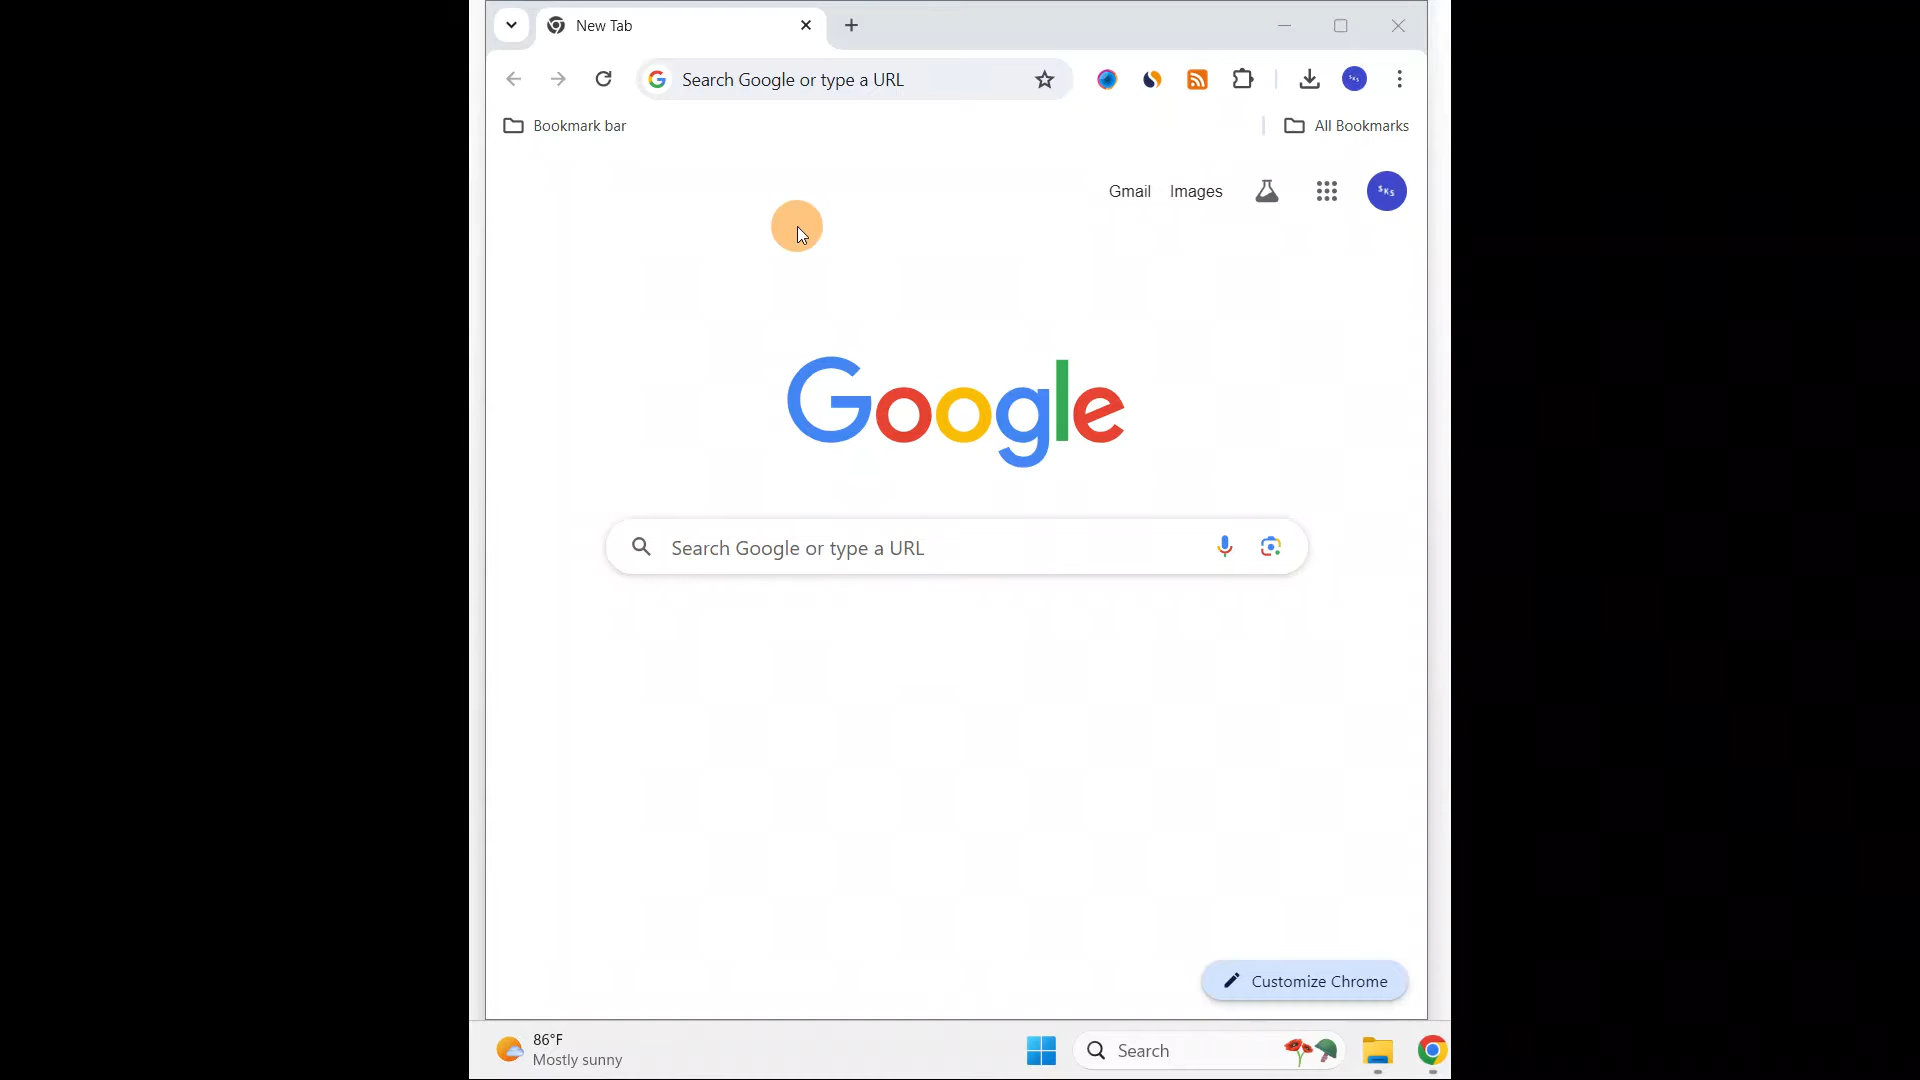 New Tab
Search Google or type a URL
Bookmark bar
All Bookmarks
Gmail
Images
Google
Search Google or type a URL
Customize Chrome
86°F
Mostly sunny
Search